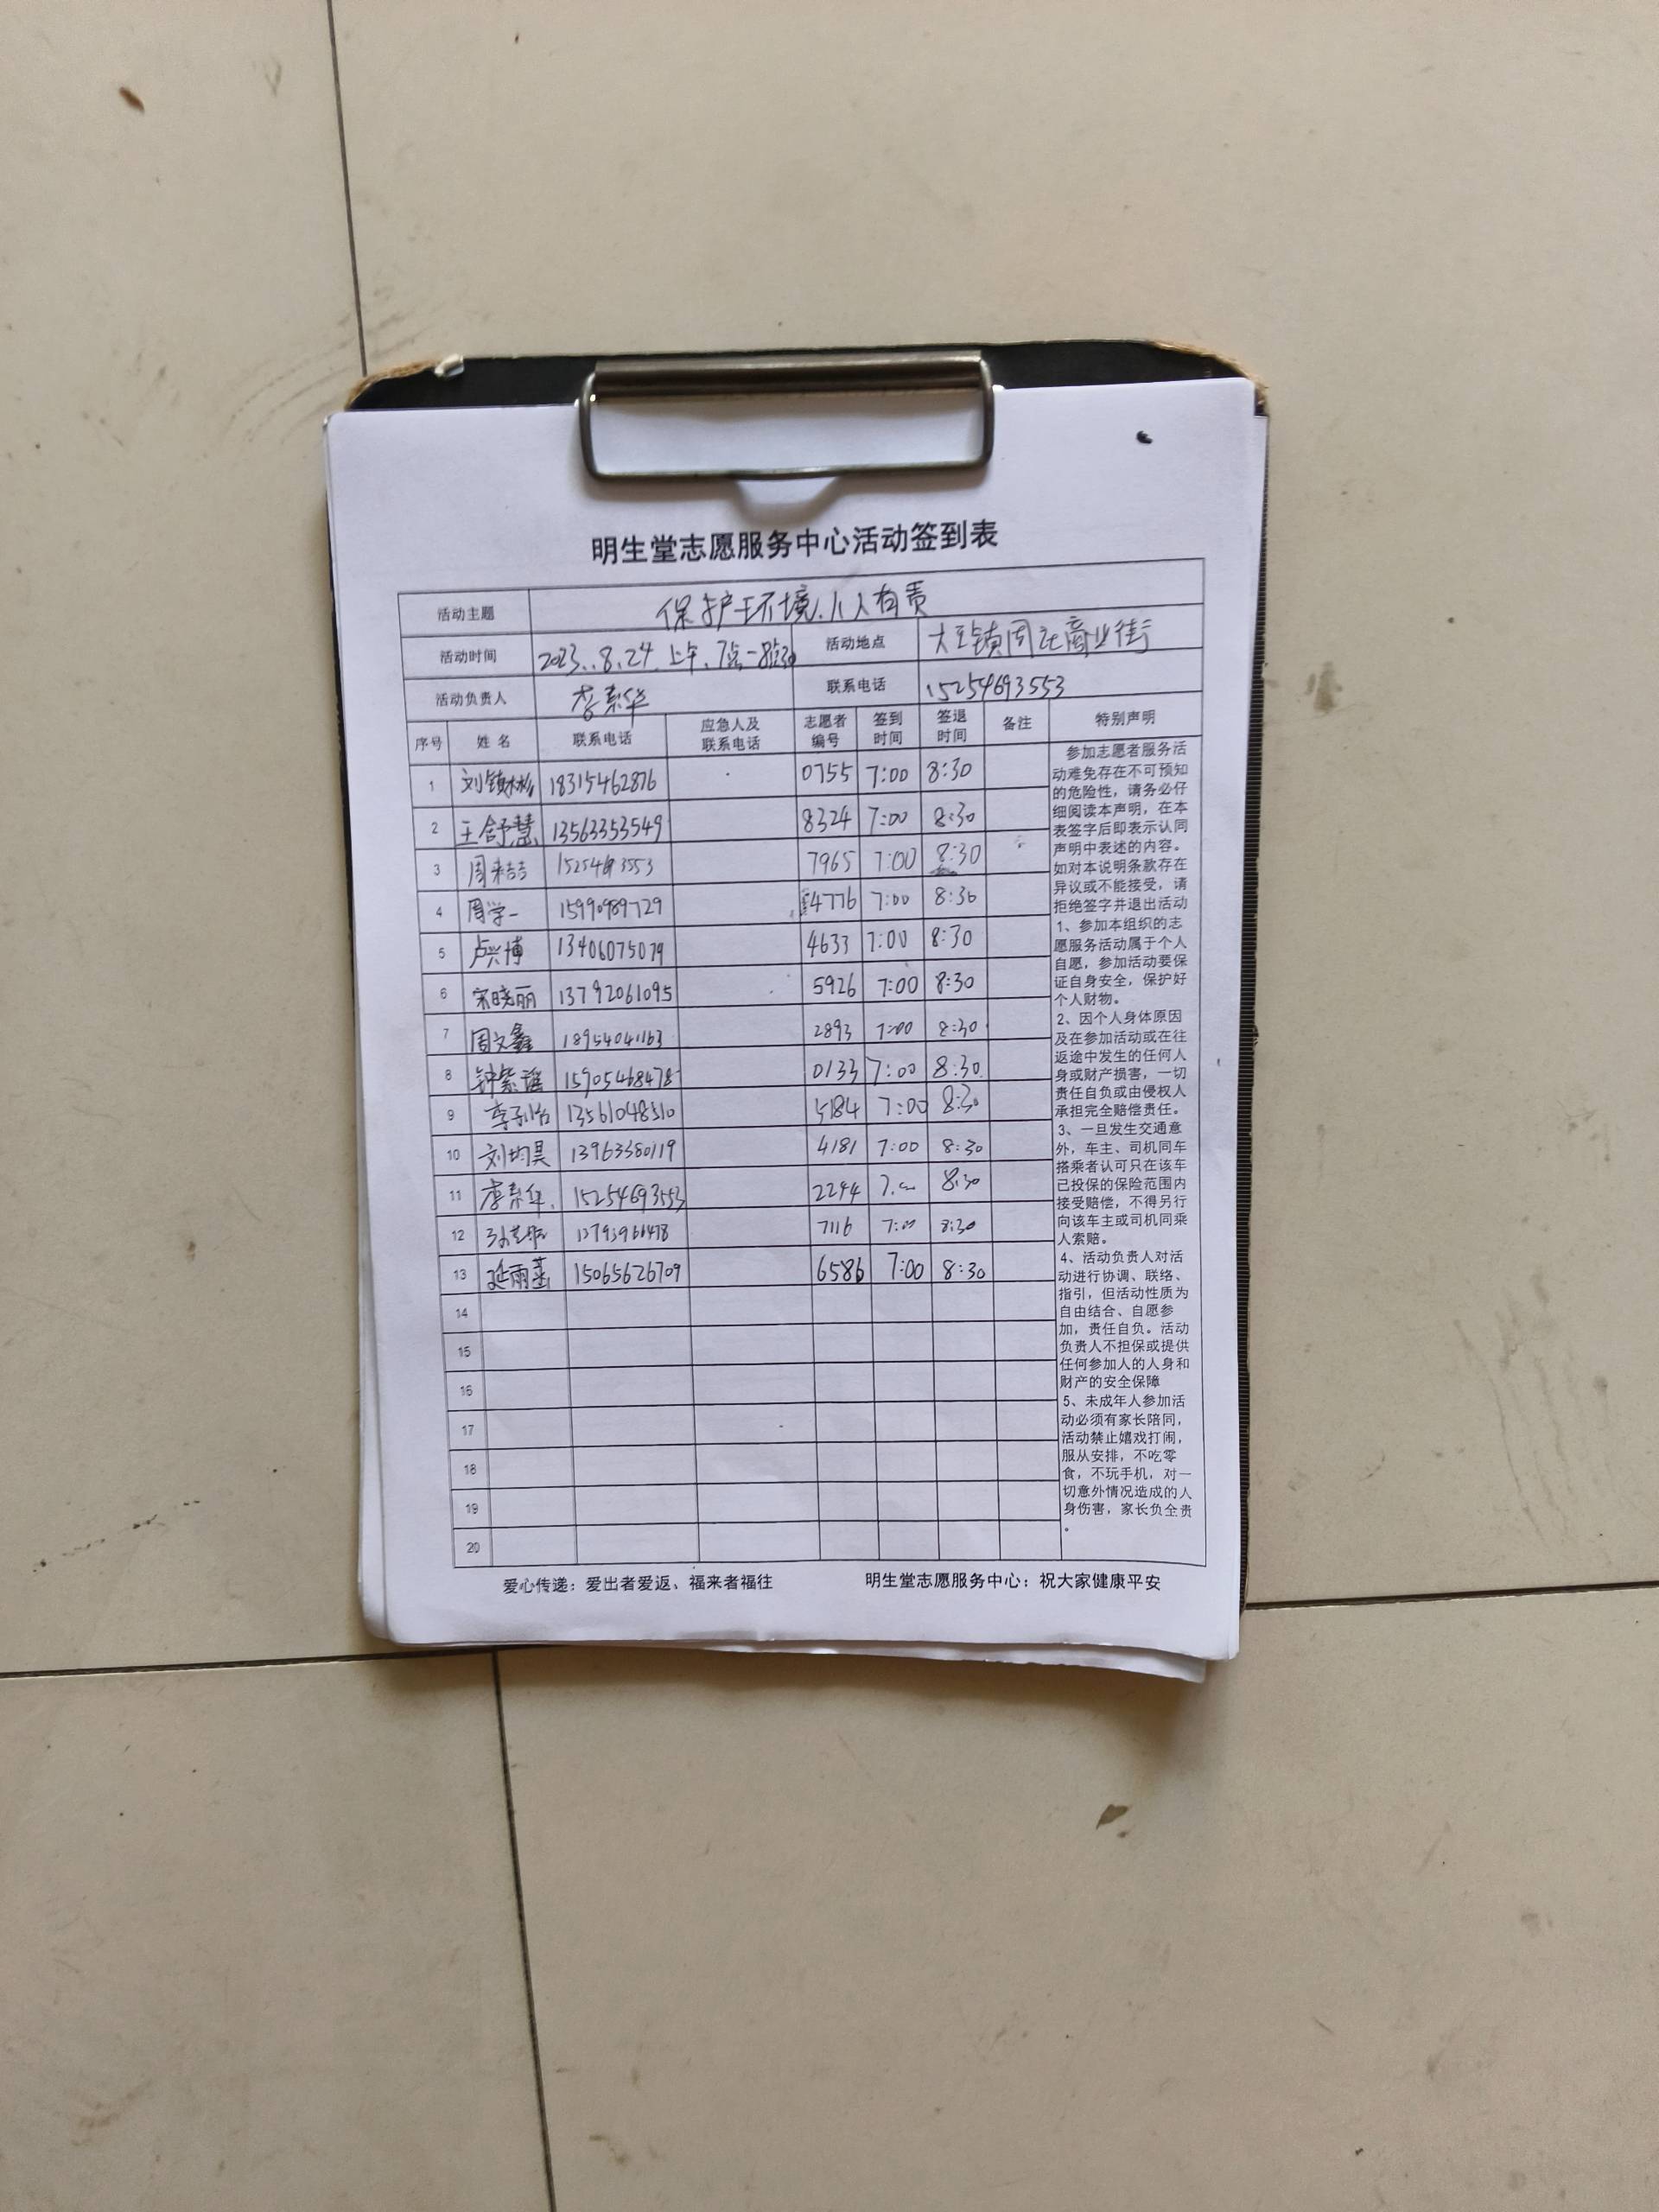 明生堂志愿服务中心活动签到表
活动主题 保护环境、人人有责
活动时间 2023.8.24.上午.7点-8点30 活动地点 大王镇周边商业街
活动负责人 李素华 联系电话 15254693553
序号 姓名 联系电话 应急人及联系电话 志愿者编号 签到时间 签退时间 备注 特别声明
1 刘镇彬 18315462876 0755 7:00 8:30
2 王舒慧 13563353549 8324 7:00 8:30
3 周来喆 15254693553 7965 7:00 8:30
4 周学一 15990989729 4776 7:00 8:30
5 卢兴博 13406075079 4633 7:00 8:30
6 宋晓丽 13792061095 5926 7:00 8:30
7 周文鑫 18954041163 2893 7:00 8:30
8 钟紫谣 15905468478 0133 7:00 8:30
9 李子怡 13561048510 5184 7:00 8:30
10 刘均昊 13963380119 4181 7:00 8:30
11 李素华 15254693553 2294 7:00 8:30
12 7116 7:00 8:30
13 延雨菡 15065626709 6586 7:00 8:30
14
15
16
17
18
19
20
参加志愿者服务活
动难免存在不可预知
的危险性，请务必仔
细阅读本声明，在本
表签字后即表示认同
声明中表述的内容。
如对本说明条款存在
异议或不能接受，请
拒绝签字并退出活动
1、参加本组织的志
愿服务活动属于个人
自愿，参加活动要保
证自身安全，保护好
个人财物。
2、因个人身体原因
及在参加活动或在往
返途中发生的任何人
身或财产损害，一切
责任自负或由侵权人
承担完全赔偿责任。
3、一旦发生交通意
外，车主、司机同车
搭乘者认可只在该车
已投保的保险范围内
接受赔偿，不得另行
向该车主或司机同乘
人索赔。
4、活动负责人对活
动进行协调、联络、
指引，但活动性质为
自由结合、自愿参
加，责任自负。活动
负责人不担保或提供
任何参加人的人身和
财产的安全保障
5、未成年人参加活
动必须有家长陪同，
活动禁止嬉戏打闹，
服从安排，不吃零
食，不玩手机，对一
切意外情况造成的人
身伤害，家长负全责
。
爱心传递：爱出者爱返、福来者福往 明生堂志愿服务中心：祝大家健康平安